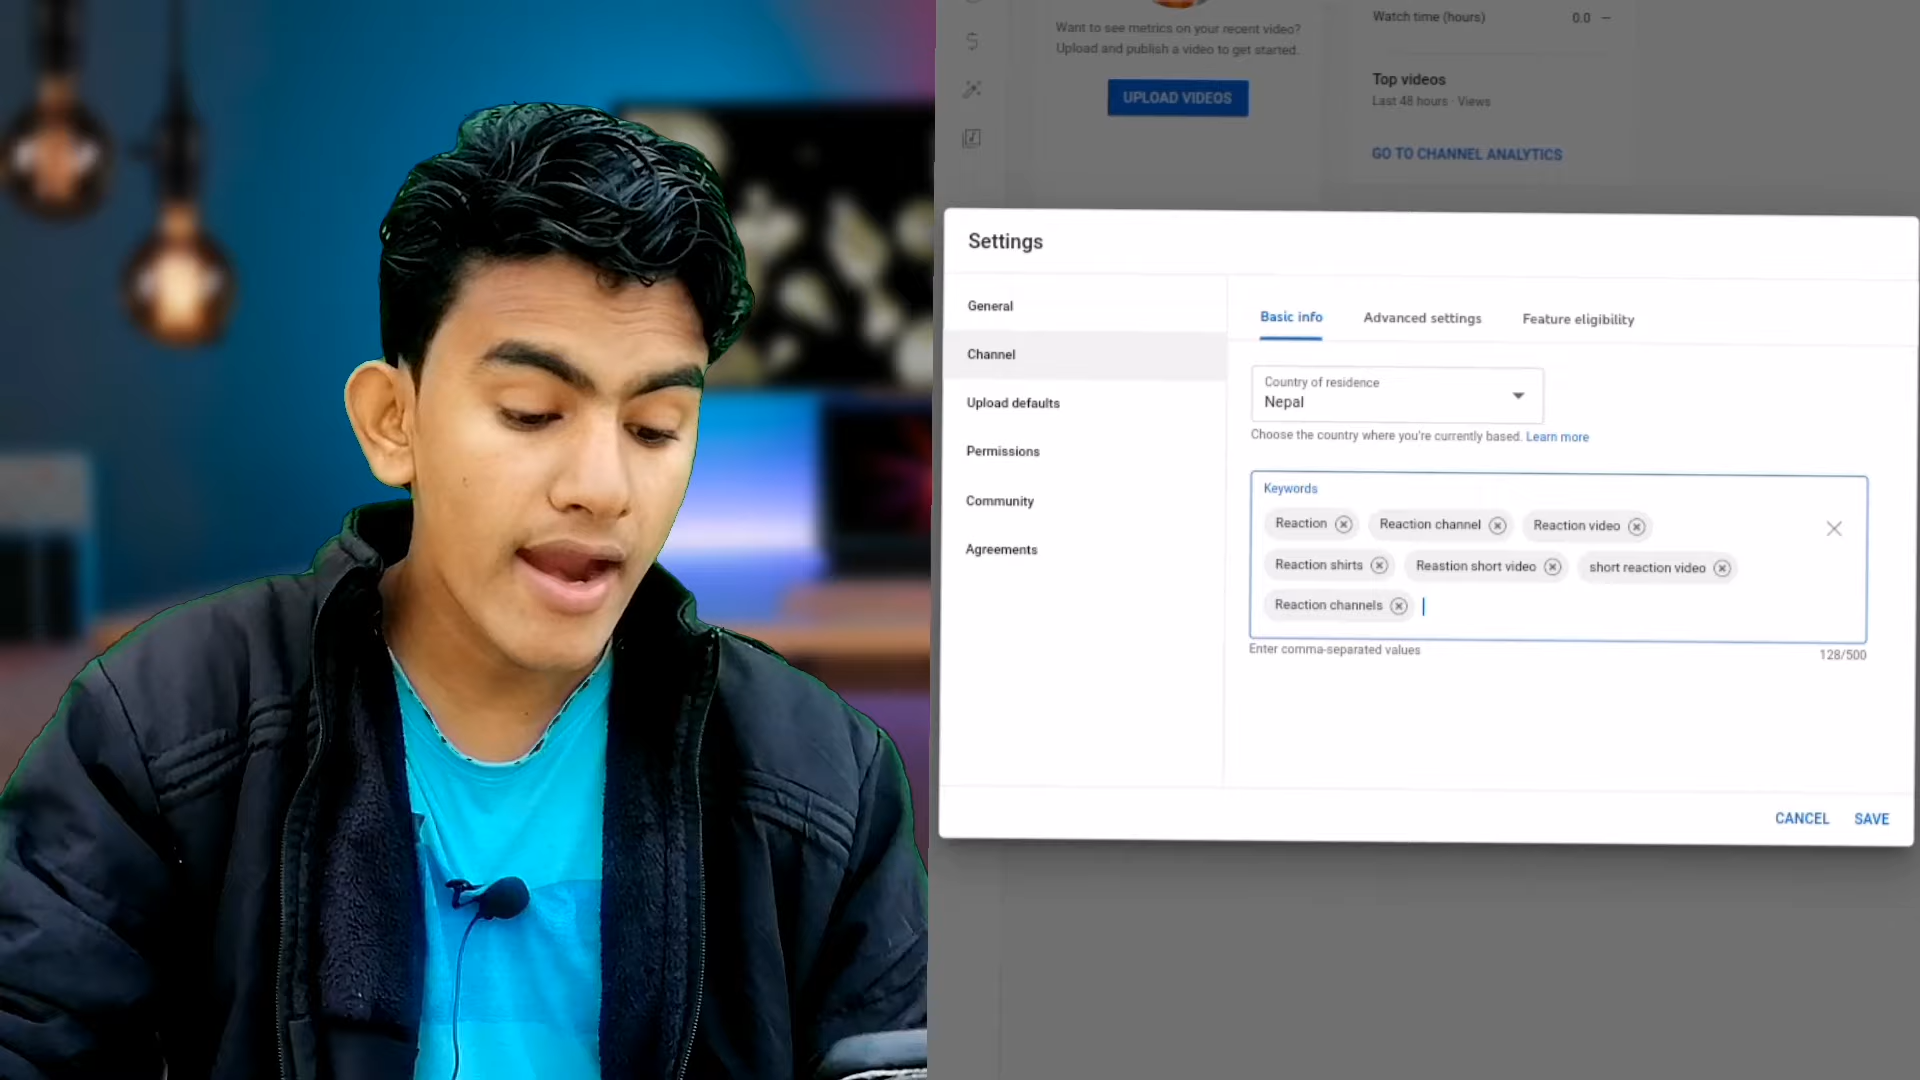 Want to see metrics on your recent video?
Upload and publish a video to get started.
UPLOAD VIDEOS
Watch time (hours) 0.0 —
Top videos
Last 48 hours · Views
GO TO CHANNEL ANALYTICS
Settings
General
Channel
Upload defaults
Permissions
Community
Agreements
Basic info Advanced settings Feature eligibility
Country of residence
Nepal
Choose the country where you're currently based. Learn more
Keywords
Reaction Reaction channel Reaction video
Reaction shirts Reastion short video short reaction video
Reaction channels
Enter comma-separated values 128/500
CANCEL SAVE